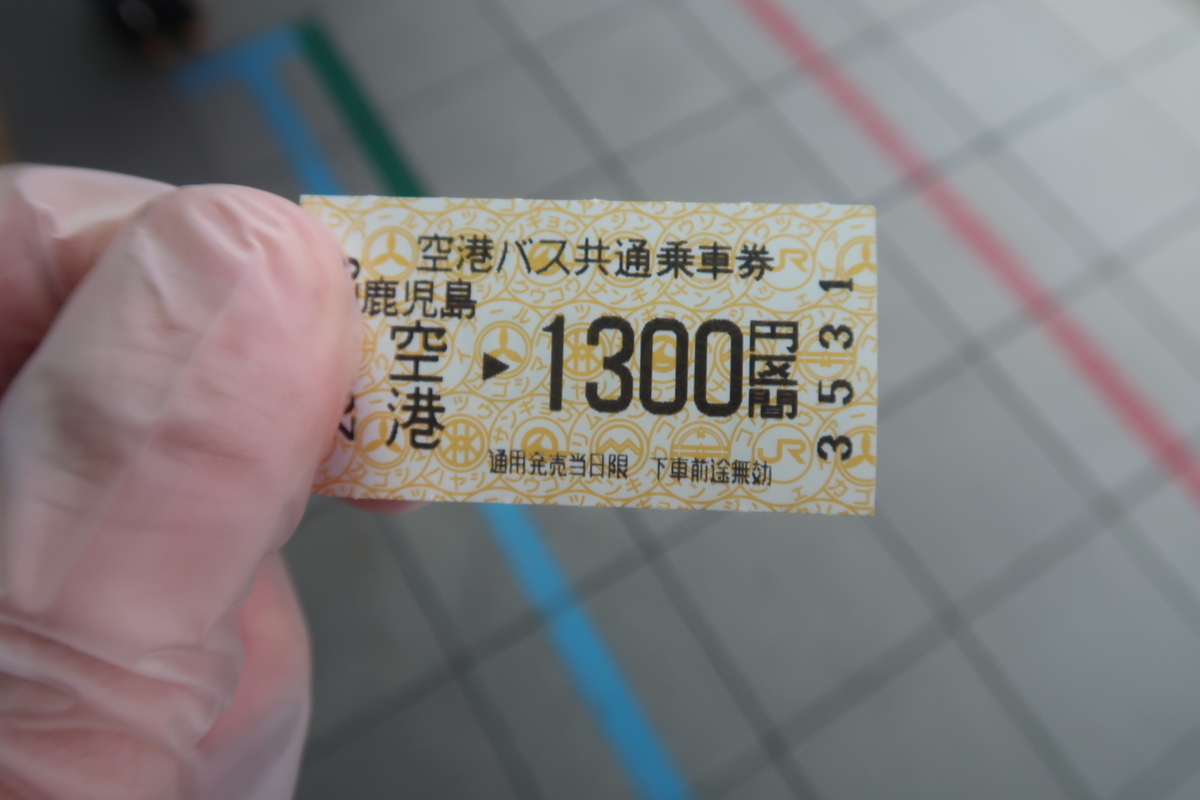 空港バス共通乗車券
鹿児島
空港▶1300円区間
通用発売当日限 下車前途無効
3531